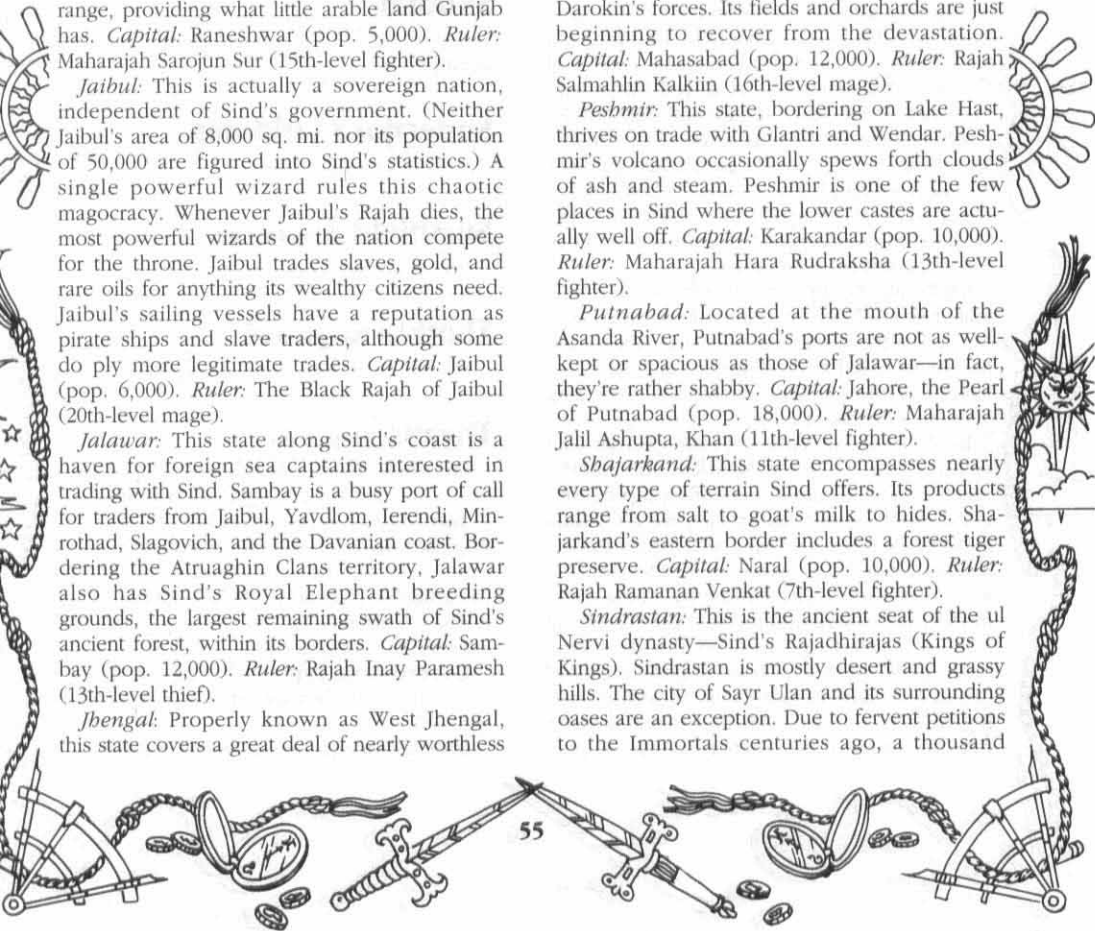 range, providing what little arable land Gunjab
has. Capital: Raneshwar (pop. 5,000). Ruler:
Maharajah Sarojun Sur (15th-level fighter).
Jaibul: This is actually a sovereign nation,
independent of Sind's government. (Neither
Jaibul's area of 8,000 sq. mi. nor its population
of 50,000 are figured into Sind's statistics.) A
single powerful wizard rules this chaotic
magocracy. Whenever Jaibul's Rajah dies, the
most powerful wizards of the nation compete
for the throne. Jaibul trades slaves, gold, and
rare oils for anything its wealthy citizens need.
Jaibul's sailing vessels have a reputation as
pirate ships and slave traders, although some
do ply more legitimate trades. Capital: Jaibul
(pop. 6,000). Ruler: The Black Rajah of Jaibul
(20th-level mage).
Jalawar: This state along Sind's coast is a
haven for foreign sea captains interested in
trading with Sind. Sambay is a busy port of call
for traders from Jaibul, Yavdlom, Ierendi, Min-
rothad, Slagovich, and the Davanian coast. Bor-
dering the Atruaghin Clans territory, Jalawar
also has Sind's Royal Elephant breeding
grounds, the largest remaining swath of Sind's
ancient forest, within its borders. Capital: Sam-
bay (pop. 12,000). Ruler: Rajah Inay Paramesh
(13th-level thief).
Jhengal: Properly known as West Jhengal,
this state covers a great deal of nearly worthless
Darokin's forces. Its fields and orchards are just
beginning to recover from the devastation.
Capital: Mahasabad (pop. 12,000). Ruler: Rajah
Salmahlin Kalkiin (16th-level mage).
Peshmir: This state, bordering on Lake Hast,
thrives on trade with Glantri and Wendar. Pesh-
mir's volcano occasionally spews forth clouds
of ash and steam. Peshmir is one of the few
places in Sind where the lower castes are actu-
ally well off. Capital: Karakandar (pop. 10,000).
Ruler: Maharajah Hara Rudraksha (13th-level
fighter).
Putnabad: Located at the mouth of the
Asanda River, Putnabad's ports are not as well-
kept or spacious as those of Jalawar—in fact,
they're rather shabby. Capital: Jahore, the Pearl
of Putnabad (pop. 18,000). Ruler: Maharajah
Jalil Ashupta, Khan (11th-level fighter).
Shajarkand: This state encompasses nearly
every type of terrain Sind offers. Its products
range from salt to goat's milk to hides. Sha-
jarkand's eastern border includes a forest tiger
preserve. Capital: Naral (pop. 10,000). Ruler:
Rajah Ramanan Venkat (7th-level fighter).
Sindrastan: This is the ancient seat of the ul
Nervi dynasty—Sind's Rajadhirajas (Kings of
Kings). Sindrastan is mostly desert and grassy
hills. The city of Sayr Ulan and its surrounding
oases are an exception. Due to fervent petitions
to the Immortals centuries ago, a thousand
55